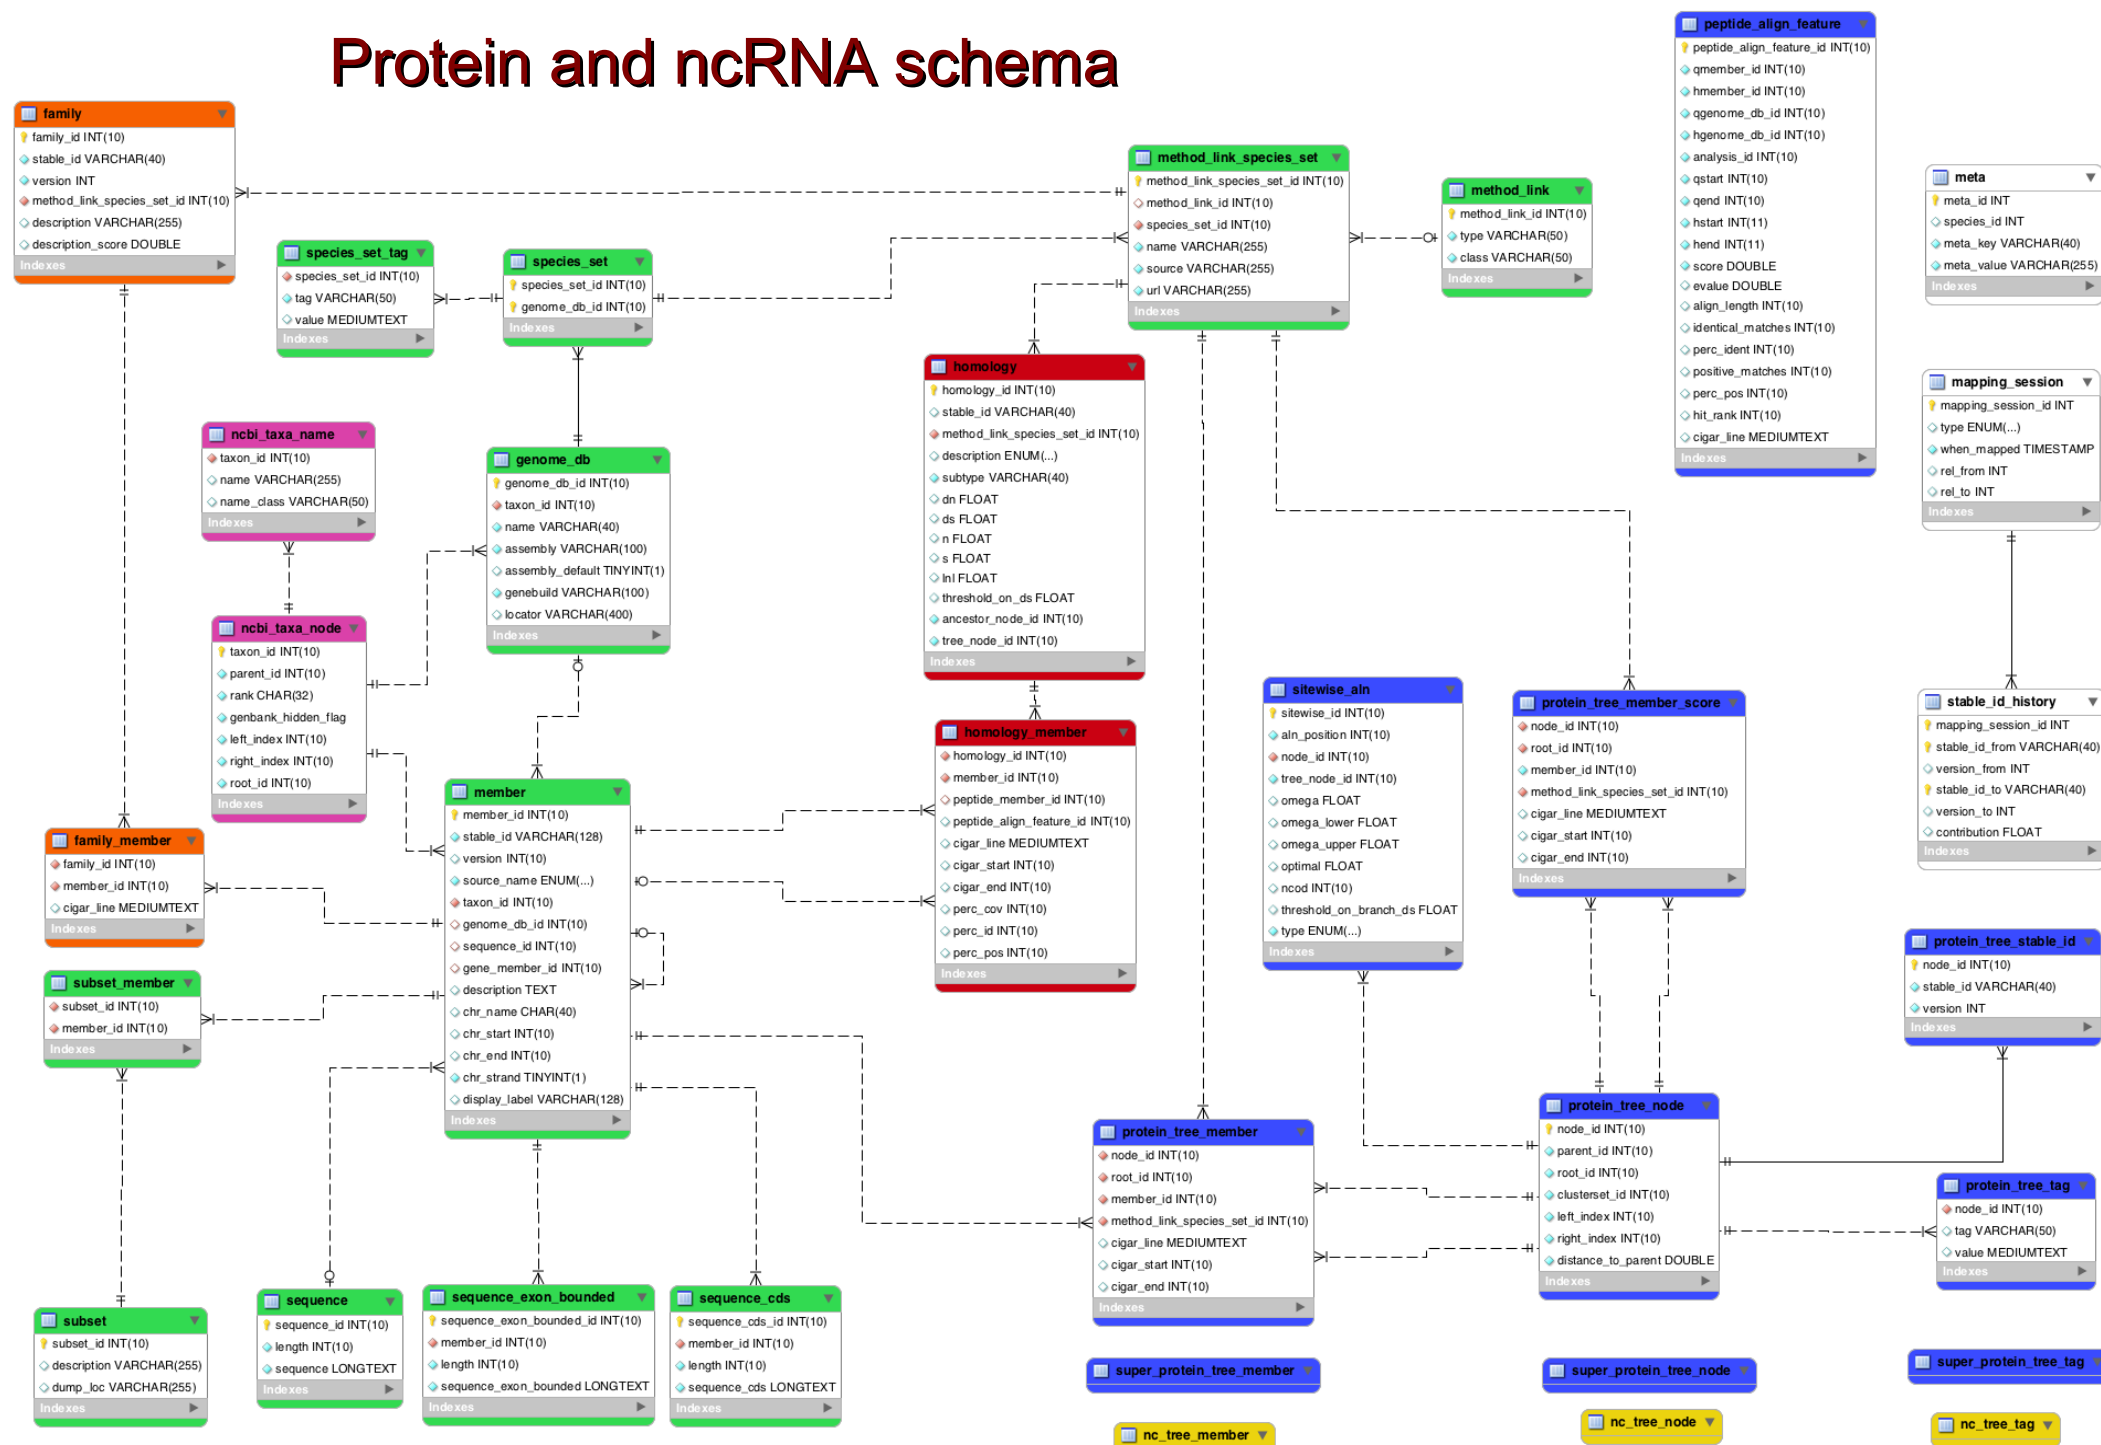 Protein and ncRNA schema
family
family_id INT(10)
stable_id VARCHAR(40)
version INT
method_link_species_set_id INT(10)
description VARCHAR(255)
description_score DOUBLE
Indexes
species_set_tag
species_set_id INT(10)
tag VARCHAR(50)
value MEDIUMTEXT
Indexes
species_set
species_set_id INT(10)
genome_db_id INT(10)
Indexes
method_link_species_set
method_link_species_set_id INT(10)
method_link_id INT(10)
species_set_id INT(10)
name VARCHAR(255)
source VARCHAR(255)
url VARCHAR(255)
Indexes
method_link
method_link_id INT(10)
type VARCHAR(50)
class VARCHAR(50)
Indexes
peptide_align_feature
peptide_align_feature_id INT(10)
qmember_id INT(10)
hmember_id INT(10)
qgenome_db_id INT(10)
hgenome_db_id INT(10)
analysis_id INT(10)
qstart INT(10)
qend INT(10)
hstart INT(11)
hend INT(11)
score DOUBLE
evalue DOUBLE
align_length INT(10)
identical_matches INT(10)
perc_ident INT(10)
positive_matches INT(10)
perc_pos INT(10)
hit_rank INT(10)
cigar_line MEDIUMTEXT
Indexes
meta
meta_id INT
species_id INT
meta_key VARCHAR(40)
meta_value VARCHAR(255)
Indexes
mapping_session
mapping_session_id INT
type ENUM(...)
when_mapped TIMESTAMP
rel_from INT
rel_to INT
Indexes
ncbi_taxa_name
taxon_id INT(10)
name VARCHAR(255)
name_class VARCHAR(50)
Indexes
genome_db
genome_db_id INT(10)
taxon_id INT(10)
name VARCHAR(40)
assembly VARCHAR(100)
assembly_default TINYINT(1)
genebuild VARCHAR(100)
locator VARCHAR(400)
Indexes
homology
homology_id INT(10)
stable_id VARCHAR(40)
method_link_species_set_id INT(10)
description ENUM(...)
subtype VARCHAR(40)
dn FLOAT
ds FLOAT
n FLOAT
s FLOAT
lnl FLOAT
threshold_on_ds FLOAT
ancestor_node_id INT(10)
tree_node_id INT(10)
Indexes
ncbi_taxa_node
taxon_id INT(10)
parent_id INT(10)
rank CHAR(32)
genbank_hidden_flag
left_index INT(10)
right_index INT(10)
root_id INT(10)
Indexes
homology_member
homology_id INT(10)
member_id INT(10)
peptide_member_id INT(10)
peptide_align_feature_id INT(10)
cigar_line MEDIUMTEXT
cigar_start INT(10)
cigar_end INT(10)
perc_cov INT(10)
perc_id INT(10)
perc_pos INT(10)
Indexes
sitewise_aln
sitewise_id INT(10)
aln_position INT(10)
node_id INT(10)
tree_node_id INT(10)
omega FLOAT
omega_lower FLOAT
omega_upper FLOAT
optimal FLOAT
ncod INT(10)
threshold_on_branch_ds FLOAT
type ENUM(...)
Indexes
protein_tree_member_score
node_id INT(10)
root_id INT(10)
member_id INT(10)
method_link_species_set_id INT(10)
cigar_line MEDIUMTEXT
cigar_start INT(10)
cigar_end INT(10)
Indexes
stable_id_history
mapping_session_id INT
stable_id_from VARCHAR(40)
version_from INT
stable_id_to VARCHAR(40)
version_to INT
contribution FLOAT
Indexes
family_member
family_id INT(10)
member_id INT(10)
cigar_line MEDIUMTEXT
Indexes
member
member_id INT(10)
stable_id VARCHAR(128)
version INT(10)
source_name ENUM(...)
taxon_id INT(10)
genome_db_id INT(10)
sequence_id INT(10)
gene_member_id INT(10)
description TEXT
chr_name CHAR(40)
chr_start INT(10)
chr_end INT(10)
chr_strand TINYINT(1)
display_label VARCHAR(128)
Indexes
subset_member
subset_id INT(10)
member_id INT(10)
Indexes
protein_tree_stable_id
node_id INT(10)
stable_id VARCHAR(40)
version INT
Indexes
protein_tree_member
node_id INT(10)
root_id INT(10)
member_id INT(10)
method_link_species_set_id INT(10)
cigar_line MEDIUMTEXT
cigar_start INT(10)
cigar_end INT(10)
Indexes
protein_tree_node
node_id INT(10)
parent_id INT(10)
root_id INT(10)
clusterset_id INT(10)
left_index INT(10)
right_index INT(10)
distance_to_parent DOUBLE
Indexes
protein_tree_tag
node_id INT(10)
tag VARCHAR(50)
value MEDIUMTEXT
Indexes
subset
subset_id INT(10)
description VARCHAR(255)
dump_loc VARCHAR(255)
Indexes
sequence
sequence_id INT(10)
length INT(10)
sequence LONGTEXT
Indexes
sequence_exon_bounded
sequence_exon_bounded_id INT(10)
member_id INT(10)
length INT(10)
sequence_exon_bounded LONGTEXT
Indexes
sequence_cds
sequence_cds_id INT(10)
member_id INT(10)
length INT(10)
sequence_cds LONGTEXT
Indexes
super_protein_tree_member
super_protein_tree_node
super_protein_tree_tag
nc_tree_member
nc_tree_node
nc_tree_tag